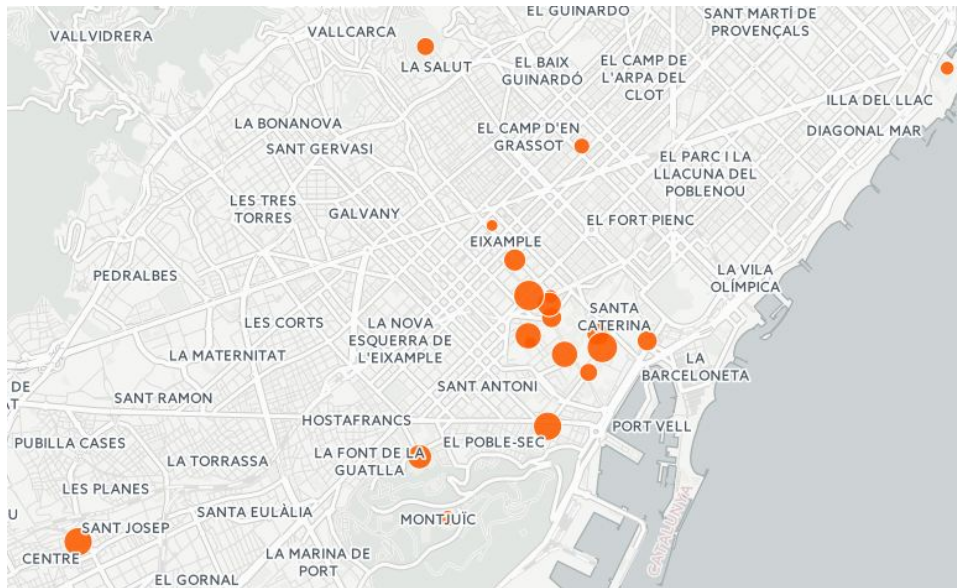 EL GUINARDÓ
SANT MARTÍ DE
PROVENÇALS
VALLVIDRERA
VALLCARCA
LA SALUT
EL BAIX
GUINARDÓ
EL CAMP DE
L'ARPA DEL
CLOT
ILLA DEL LLAC
DIAGONAL MAR
LA BONANOVA
SANT GERVASI
EL CAMP D'EN
GRASSOT
EL PARC I LA
LLACUNA DEL
POBLENOU
LES TRES
TORRES
GALVANY
EL FORT PIENC
EIXAMPLE
PEDRALBES
LA VILA
OLÍMPICA
LES CORTS
LA NOVA
ESQUERRA DE
L'EIXAMPLE
SANTA
CATERINA
LA MATERNITAT
LA
BARCELONETA
SANT ANTONI
DE
AT
SANT RAMON
HOSTAFRANCS
PORT VELL
PUBILLA CASES
EL POBLE-SEC
LA TORRASSA
LA FONT DE LA
GUATLLA
LES PLANES
U
SANTA EULÀLIA
MONTJUÏC
CATALUNYA
SANT JOSEP
CENTRE
LA MARINA DE
PORT
EL GORNAL